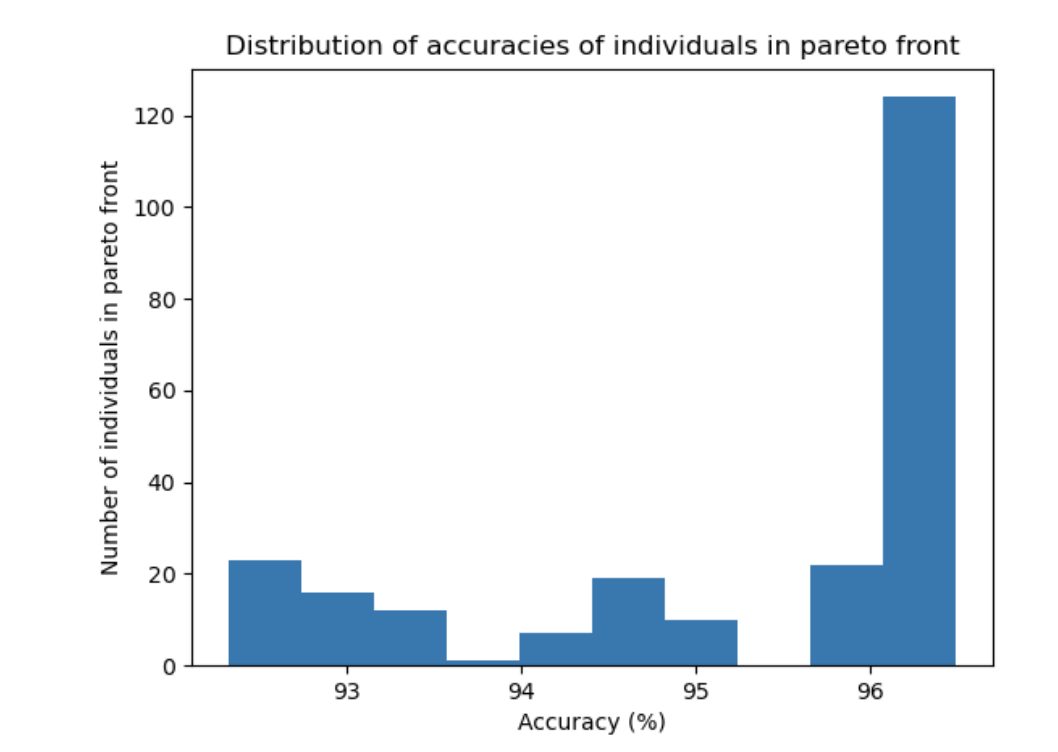 Distribution of accuracies of individuals in pareto front
Number of individuals in pareto front
120
100
80
60
40
20
0
93 94 95 96
Accuracy (%)